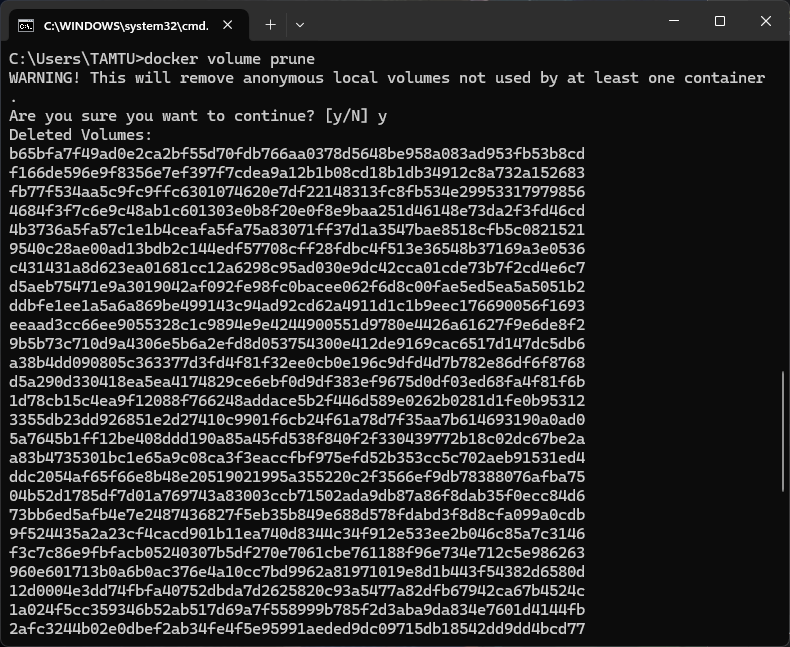 C:\WINDOWS\system32\cmd.
C:\Users\TAMTU>docker volume prune
WARNING! This will remove anonymous local volumes not used by at least one container
.
Are you sure you want to continue? [y/N] y
Deleted Volumes:
b65bfa7f49ad0e2ca2bf55d70fdb766aa0378d5648be958a083ad953fb53b8cd
f166de596e9f8356e7ef397f7cdea9a12b1b08cd18b1db34912c8a732a152683
fb77f534aa5c9fc9ffc6301074620e7df22148313fc8fb534e29953317979856
4684f3f7c6e9c48ab1c601303e0b8f20e0f8e9baa251d46148e73da2f3fd46cd
4b3736a5fa57c1e1b4ceafa5fa75a83071ff37d1a3547bae8518cfb5c0821521
9540c28ae00ad13bdb2c144edf57708cff28fdbc4f513e36548b37169a3e0536
c431431a8d623ea01681cc12a6298c95ad030e9dc42cca01cde73b7f2cd4e6c7
d5aeb75471e9a3019042af092fe98fc0bacee062f6d8c00fae5ed5ea5a5051b2
ddbfe1ee1a5a6a869be499143c94ad92cd62a4911d1c1b9eec176690056f1693
eeaad3cc66ee9055328c1c9894e9e4244900551d9780e4426a61627f9e6de8f2
9b5b73c710d9a4306e5b6a2efd8d053754300e412de9169cac6517d147dc5db6
a38b4dd090805c363377d3fd4f81f32ee0cb0e196c9dfd4d7b782e86df6f8768
d5a290d330418ea5ea4174829ce6ebf0d9df383ef9675d0df03ed68fa4f81f6b
1d78cb15c4ea9f12088f766248addace5b2f446d589e0262b0281d1fe0b95312
3355db23dd926851e2d27410c9901f6cb24f61a78d7f35aa7b614693190a0ad0
5a7645b1ff12be408ddd190a85a45fd538f840f2f330439772b18c02dc67be2a
a83b4735301bc1e65a9c08ca3f3eaccfbf975efd52b353cc5c702aeb91531ed4
ddc2054af65f66e8b48e20519021995a355220c2f3566ef9db78388076afba75
04b52d1785df7d01a769743a83003ccb71502ada9db87a86f8dab35f0ecc84d6
73bb6ed5afb4e7e2487436827f5eb35b849e688d578fdabd3f8d8cfa099a0cdb
9f524435a2a23cf4cacd901b11ea740d8344c34f912e533ee2b046c85a7c3146
f3c7c86e9fbfacb05240307b5df270e7061cbe761188f96e734e712c5e986263
960e601713b0a6b0ac376e4a10cc7bd9962a81971019e8d1b443f54382d6580d
12d0004e3dd74fbfa40752dbda7d2625820c93a5477a82dfb67942ca67b4524c
1a024f5cc359346b52ab517d69a7f558999b785f2d3aba9da834e7601d4144fb
2afc3244b02e0dbef2ab34fe4f5e95991aeded9dc09715db18542dd9dd4bcd77